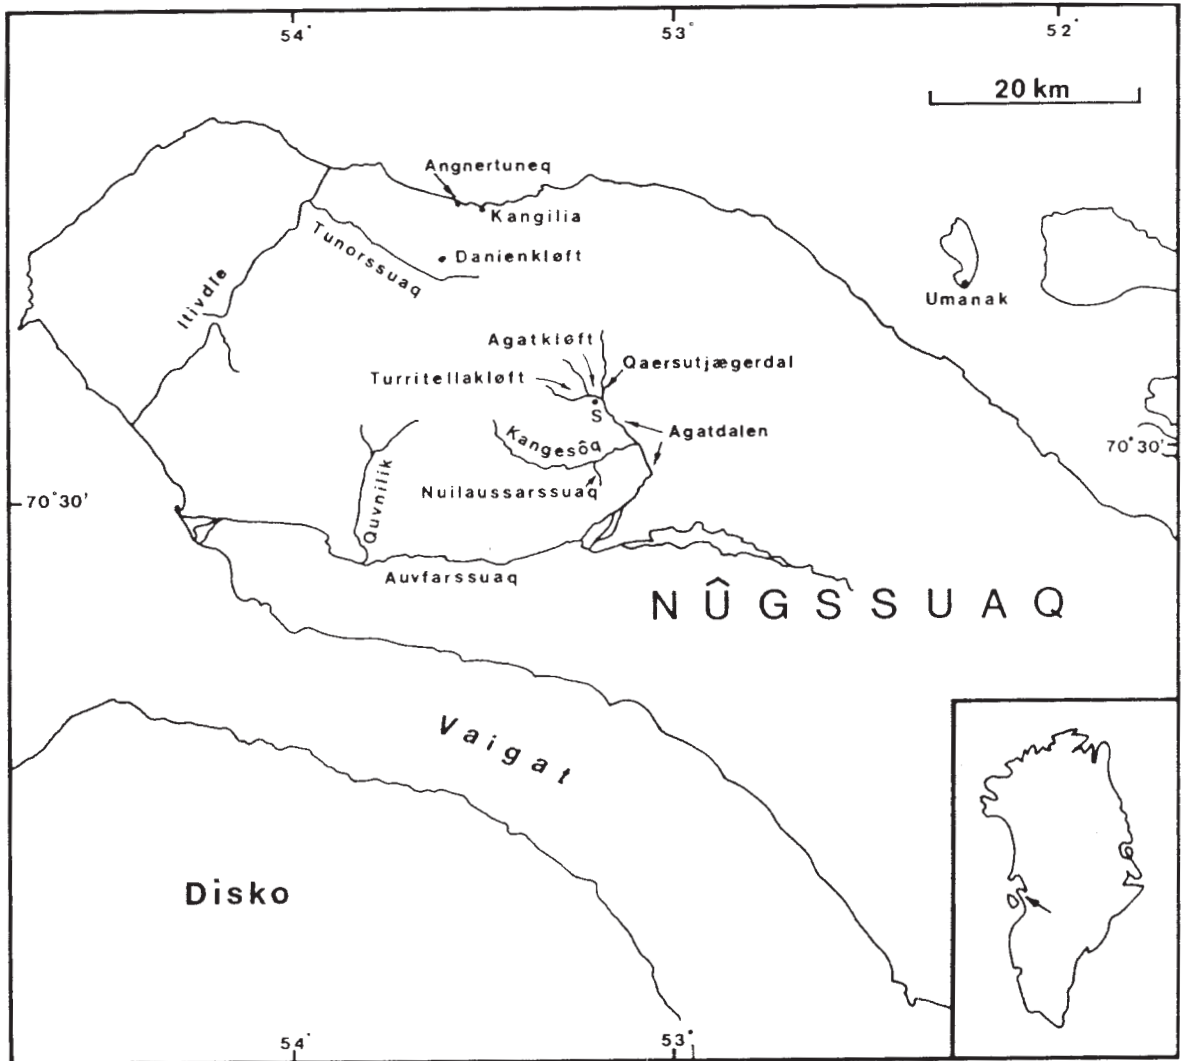 54° 53° 52°
20 km
Angnertuneq
Kangilia
Tunorssuaq
Danienkløft
Itivdle
Umanak
Agatkløft
Qaersutjægerdal
Turritellakløft
S
Agatdalen
Kangesôq
70°30'
Quvnilik
Nuilaussarssuaq
70°30'
Auvfarssuaq
NÛGSSUAQ
Vaigat
Disko
54° 53°